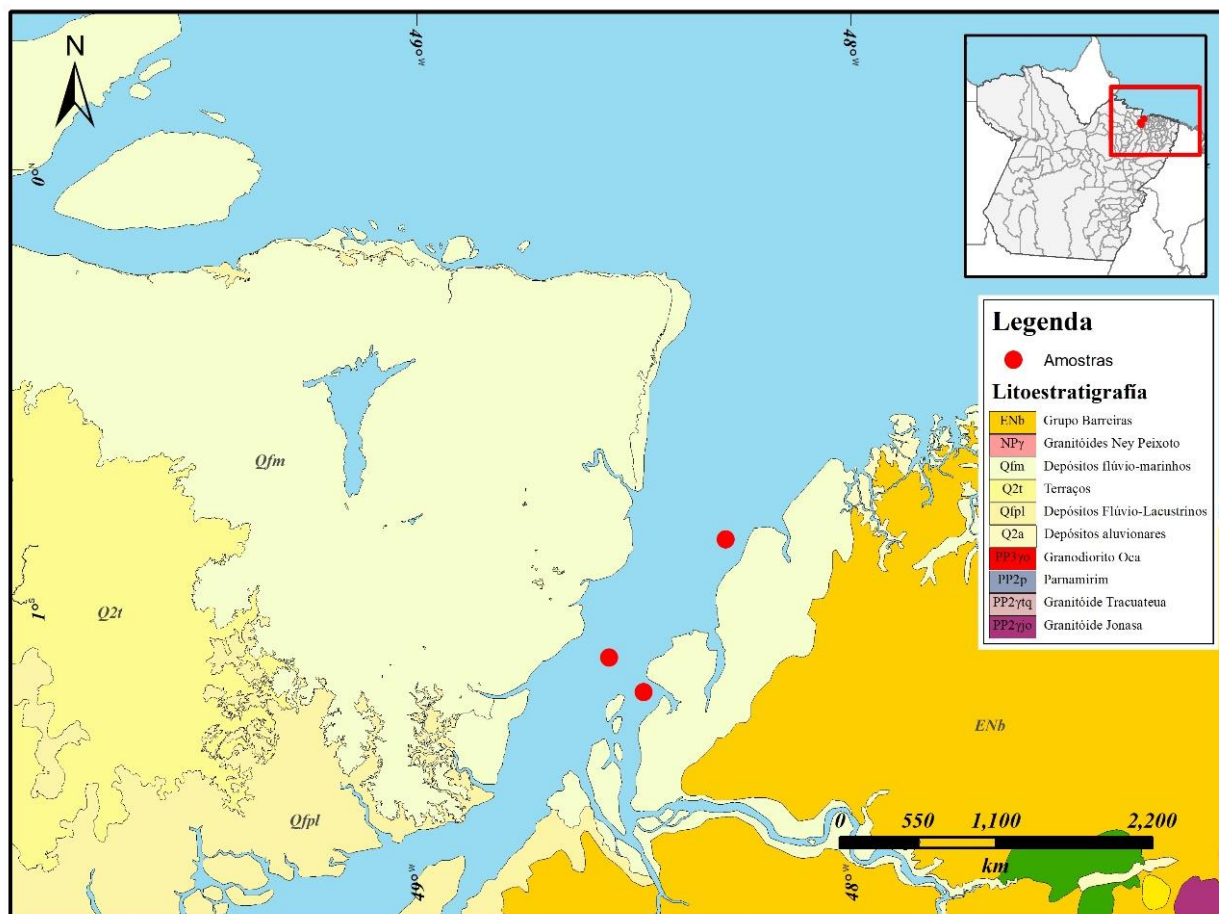 49°W
48°W
N
0°N
Qfm
1°S
Q2t
Qfpl
ENb
49°W
48°W
0 550 1,100 2,200
km
Legenda
Amostras
Litoestratigrafía
ENb Grupo Barreiras
NPγ Granitóides Ney Peixoto
Qfm Depósitos flúvio-marinhos
Q2t Terraços
Qfpl Depósitos Flúvio-Lacustrinos
Q2a Depósitos aluvionares
PP3γo Granodiorito Oca
PP2p Parnamirim
PP2γtq Granitóide Tracuateua
PP2γjo Granitóide Jonasa